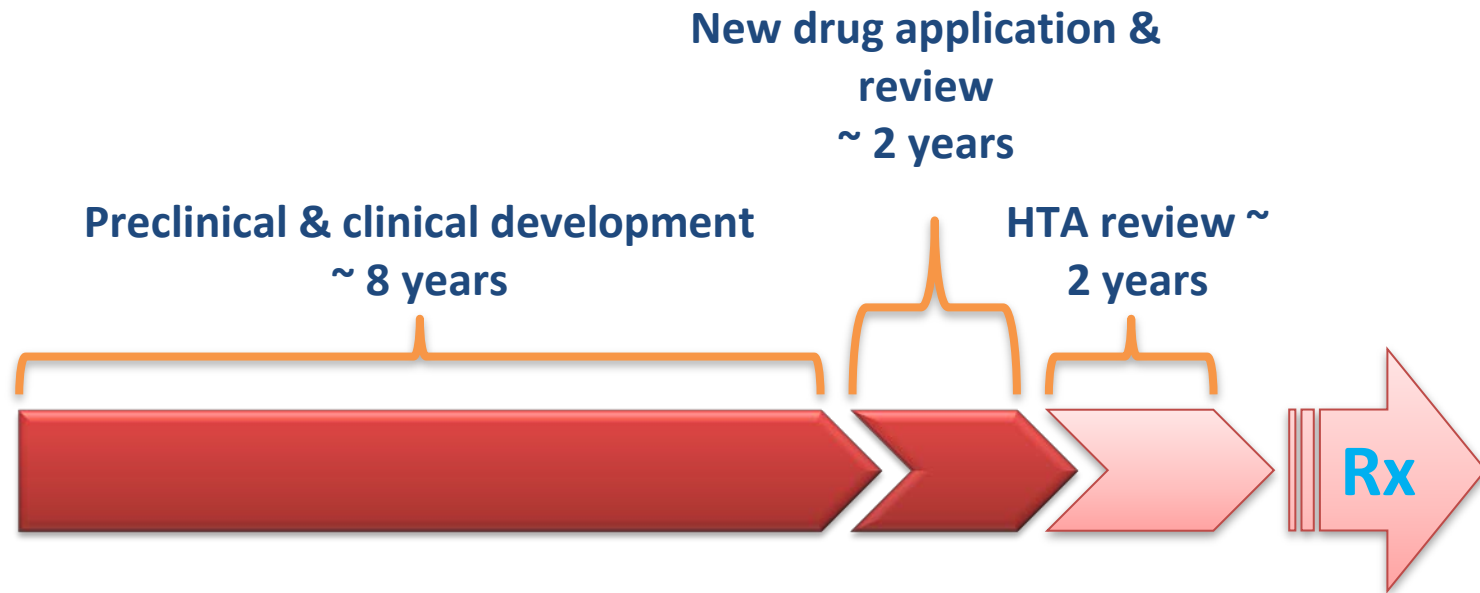 New drug application &
review
~ 2 years
Preclinical & clinical development
~ 8 years
HTA review ~
2 years
Rx